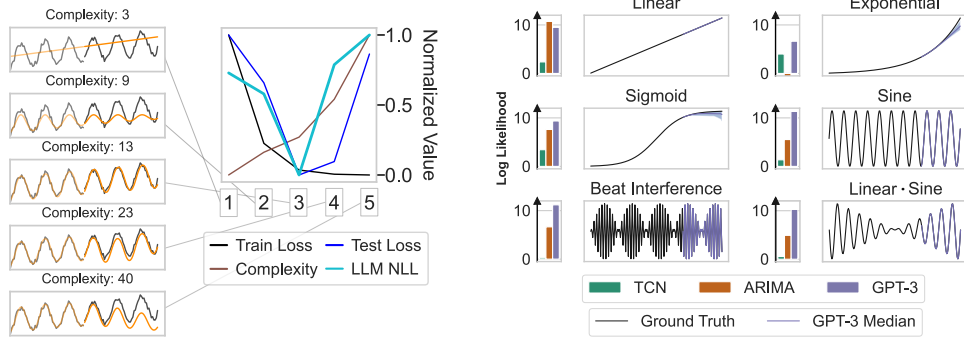 Complexity: 3
Complexity: 9
Complexity: 13
Complexity: 23
Complexity: 40
1.0
0.5
0.0
Normalized Value
1 2 3 4 5
Train Loss Test Loss
Complexity LLM NLL
Log Likelihood
Linear
10
0
Exponential
10
0
Sigmoid
10
0
Sine
10
0
Beat Interference
10
0
Linear · Sine
10
0
TCN ARIMA GPT-3
Ground Truth GPT-3 Median